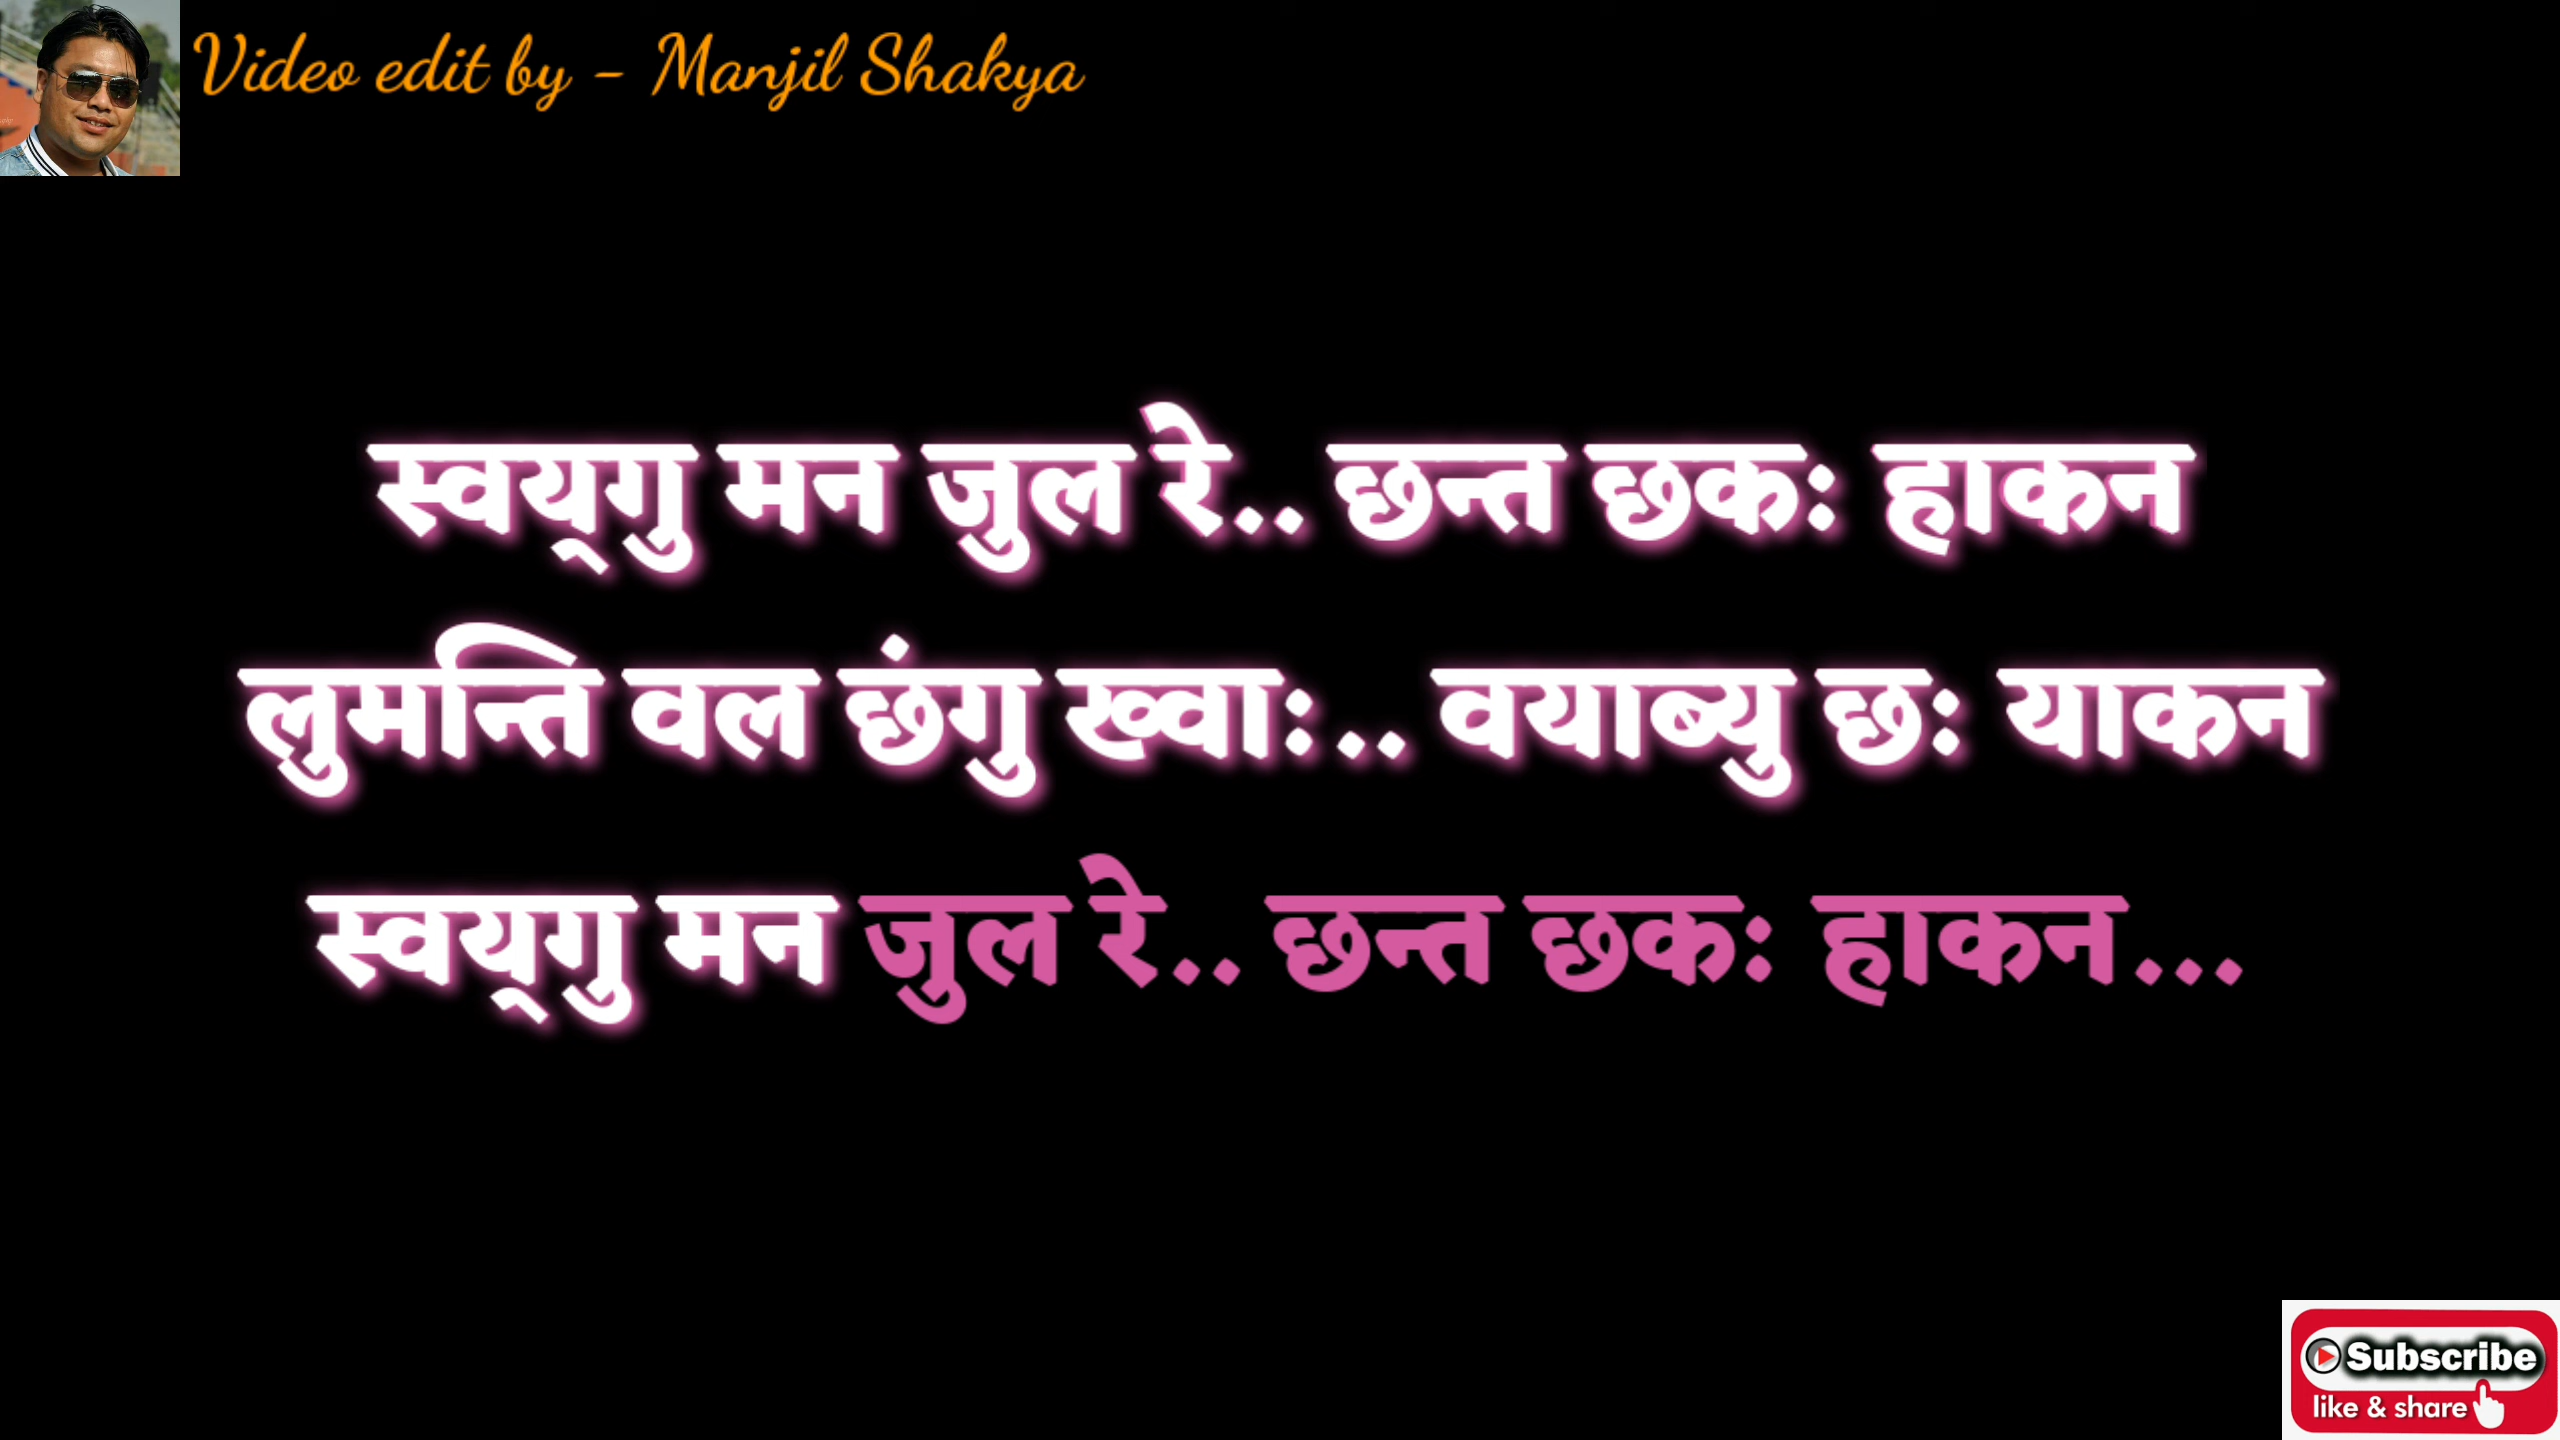 Video edit by - Manjil Shakya
स्वय्‌गु मन जुल रे.. छन्त छकः हाकन
लुमन्ति वल छंगु ख्वाः.. वयाब्यु छः याकन
स्वय्‌गु मन जुल रे.. छन्त छकः हाकन...
Subscribe
like & share